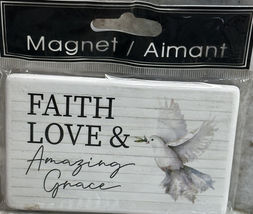 Magnet / Aimant
FAITH
LOVE &
Amazing
Grace